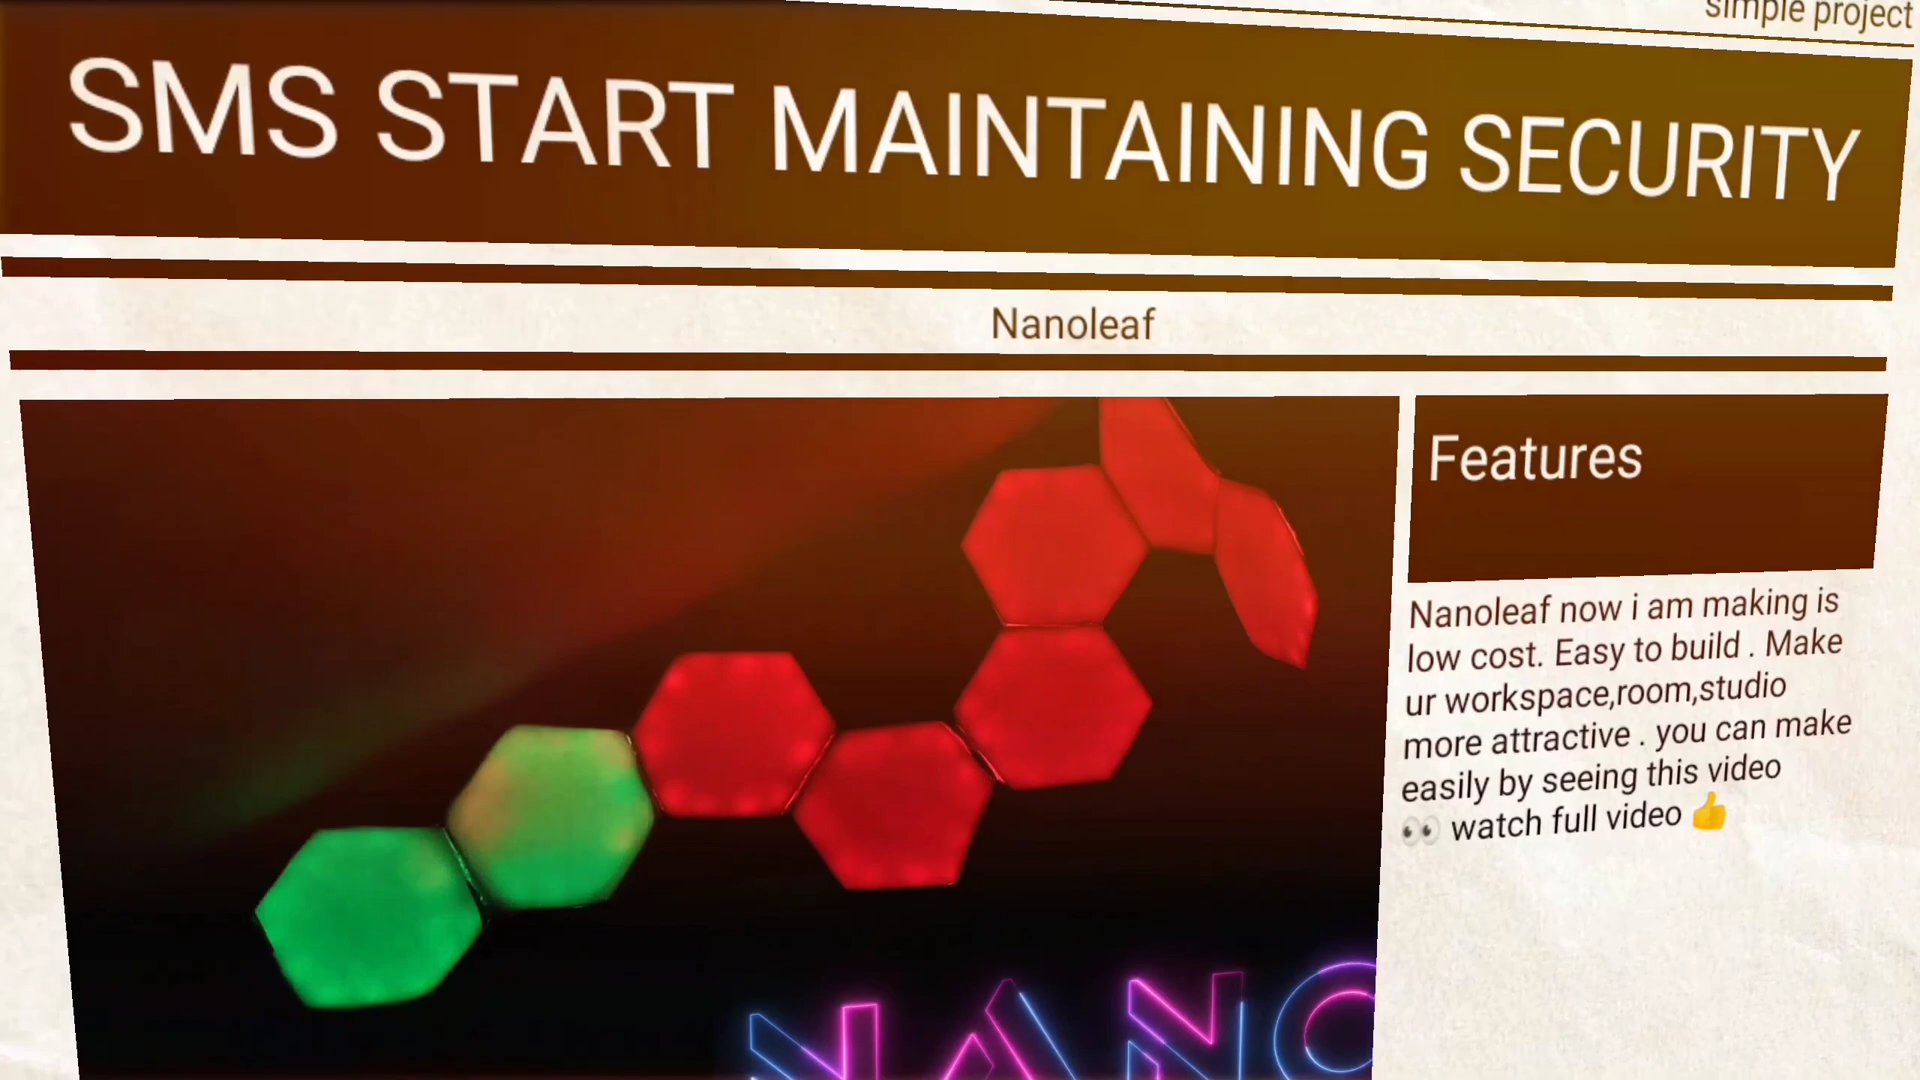 simple project
SMS START MAINTAINING SECURITY
Nanoleaf
Features
Nanoleaf now i am making is
low cost. Easy to build . Make
ur workspace,room,studio
more attractive . you can make
easily by seeing this video
👀 watch full video 👍
NANO